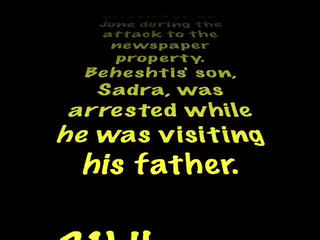 June during the
attack to the
newspaper
property.
Beheshtis' son,
Sadra, was
arrested while
he was visiting
his father.